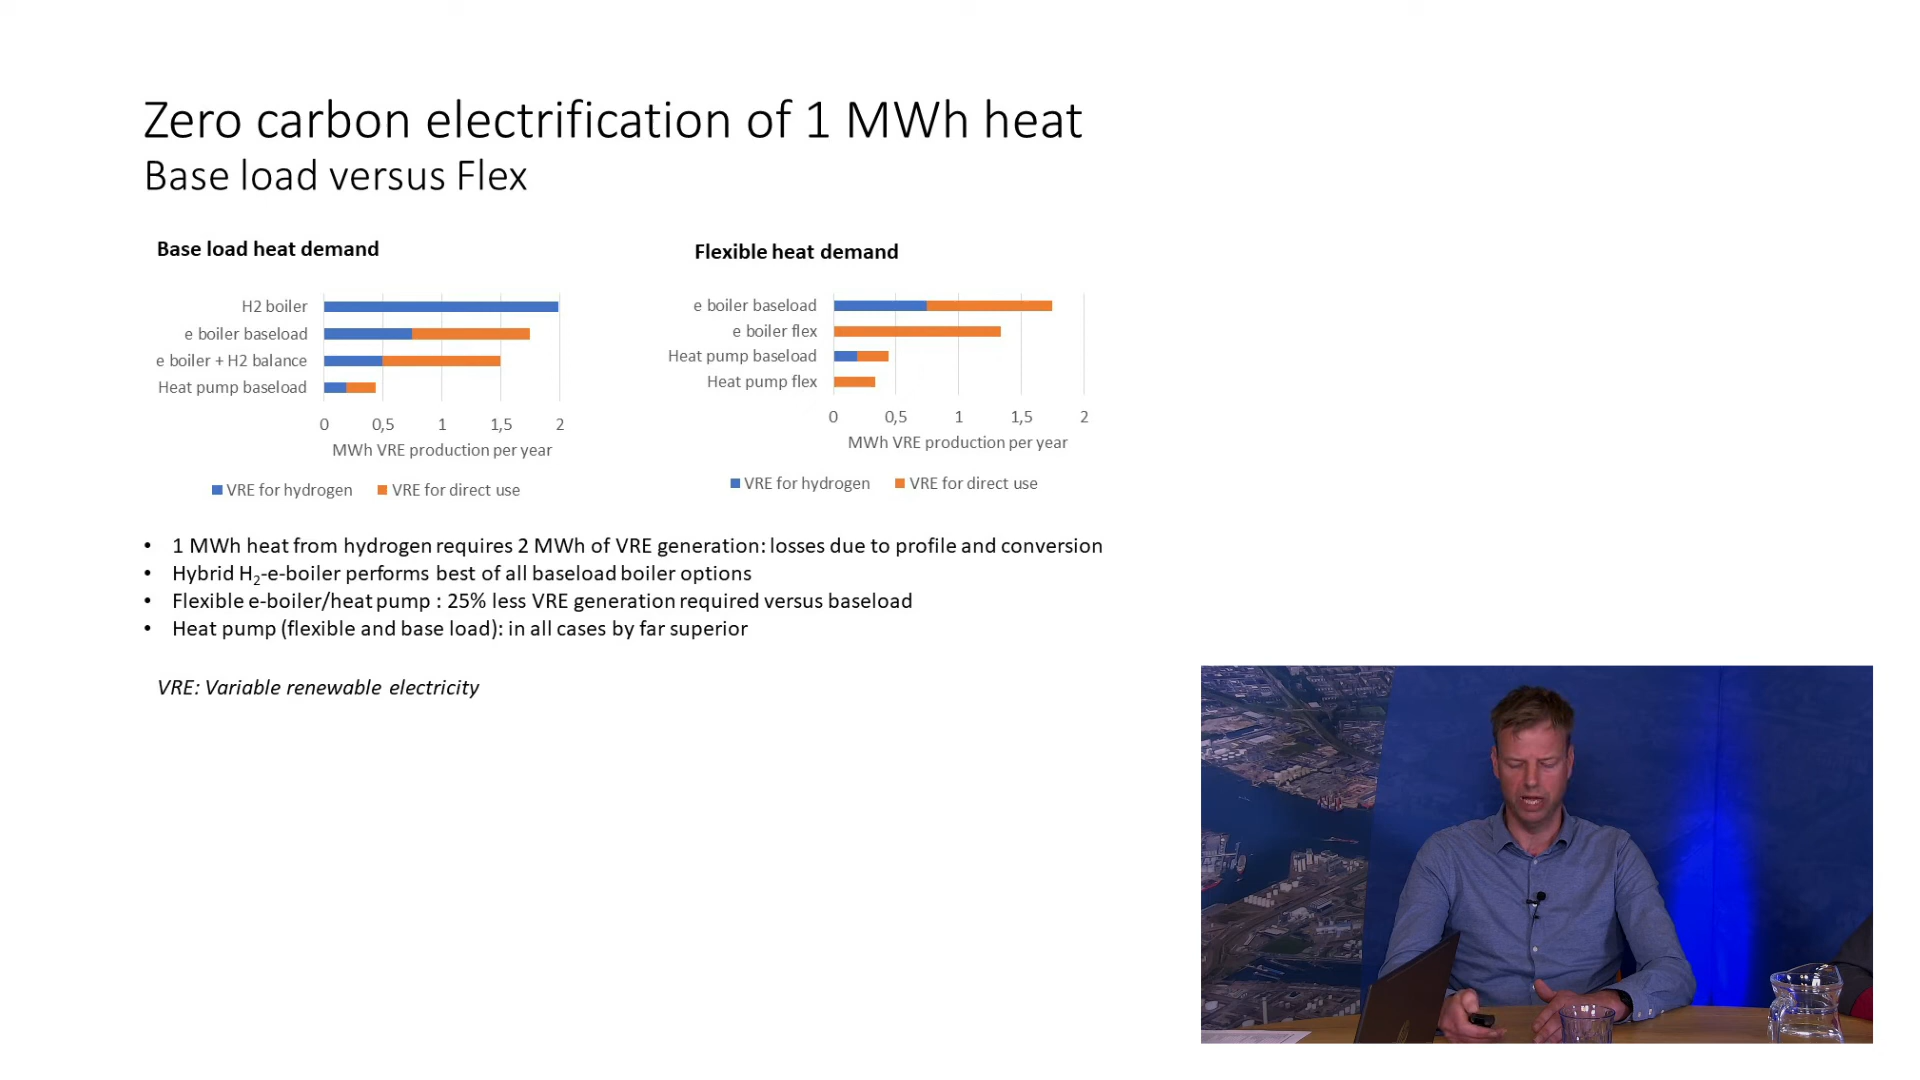 Zero carbon electrification of 1 MWh heat
Base load versus Flex
Base load heat demand
H2 boiler
e boiler baseload
e boiler + H2 balance
Heat pump baseload
0 0,5 1 1,5 2
MWh VRE production per year
VRE for hydrogen VRE for direct use
Flexible heat demand
e boiler baseload
e boiler flex
Heat pump baseload
Heat pump flex
0 0,5 1 1,5 2
MWh VRE production per year
VRE for hydrogen VRE for direct use
• 1 MWh heat from hydrogen requires 2 MWh of VRE generation: losses due to profile and conversion
• Hybrid H₂-e-boiler performs best of all baseload boiler options
• Flexible e-boiler/heat pump : 25% less VRE generation required versus baseload
• Heat pump (flexible and base load): in all cases by far superior
VRE: Variable renewable electricity